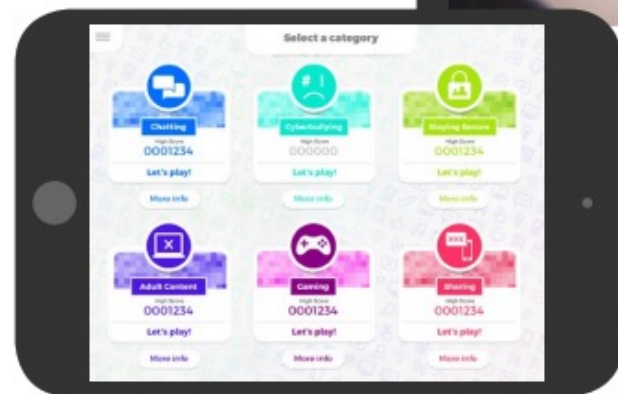 Select a category
# !
Chatting
Cyberbullying
Staying Secure
High Score
High Score
High Score
0001234
000000
0001234
Let's play!
Let's play!
Let's play!
More info
More info
More info
X
XXX
Adult Content
Gaming
Sharing
High Score
High Score
High Score
0001234
0001234
0001234
Let's play!
Let's play!
Let's play!
More info
More info
More info